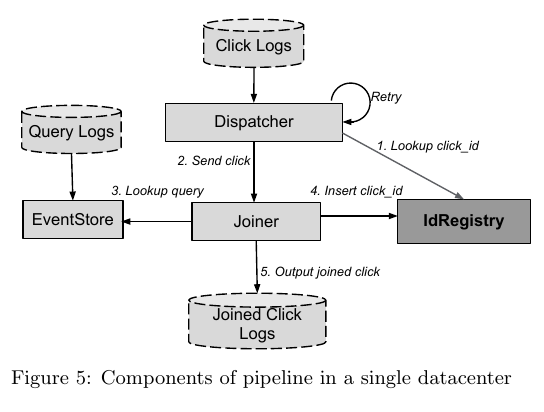 Click Logs
Retry
Dispatcher
Query Logs
1. Lookup click_id
2. Send click
3. Lookup query
4. Insert click_id
EventStore
Joiner
IdRegistry
5. Output joined click
Joined Click
Logs
Figure 5: Components of pipeline in a single datacenter